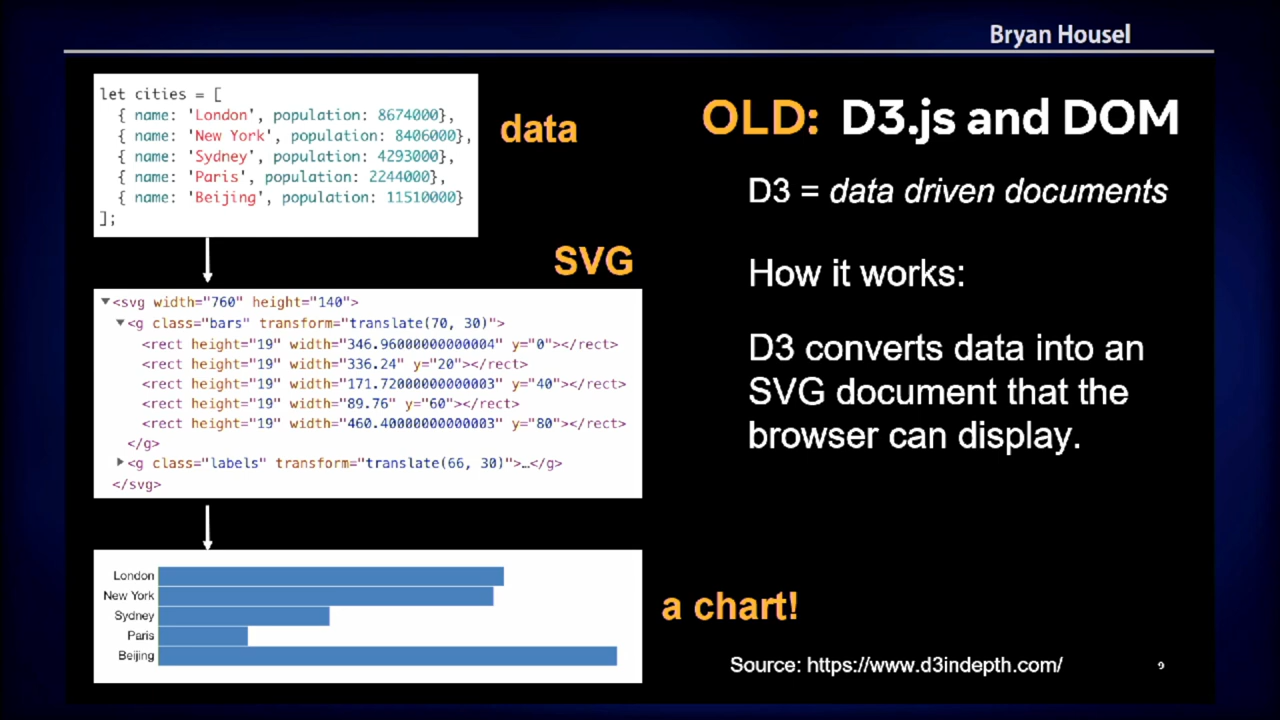 Bryan Housel
let cities = [
{ name: 'London', population: 8674000},
{ name: 'New York', population: 8406000},
{ name: 'Sydney', population: 4293000},
{ name: 'Paris', population: 2244000},
{ name: 'Beijing', population: 11510000}
];
data
SVG
<svg width="760" height="140">
<g class="bars" transform="translate(70, 30)">
<rect height="19" width="346.96000000000004" y="0"></rect>
<rect height="19" width="336.24" y="20"></rect>
<rect height="19" width="171.72000000000003" y="40"></rect>
<rect height="19" width="89.76" y="60"></rect>
<rect height="19" width="460.40000000000003" y="80"></rect>
</g>
<g class="labels" transform="translate(66, 30)">…</g>
</svg>
London
New York
Sydney
Paris
Beijing
a chart!
OLD: D3.js and DOM
D3 = data driven documents
How it works:
D3 converts data into an
SVG document that the
browser can display.
Source: https://www.d3indepth.com/
9